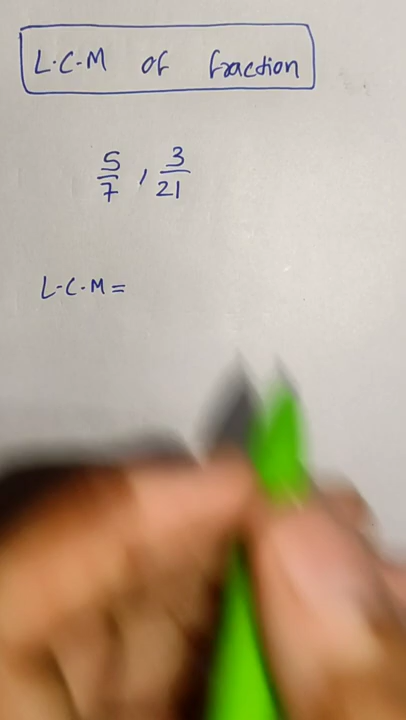 L.C.M of fraction
5/7 , 3/21
L.C.M =